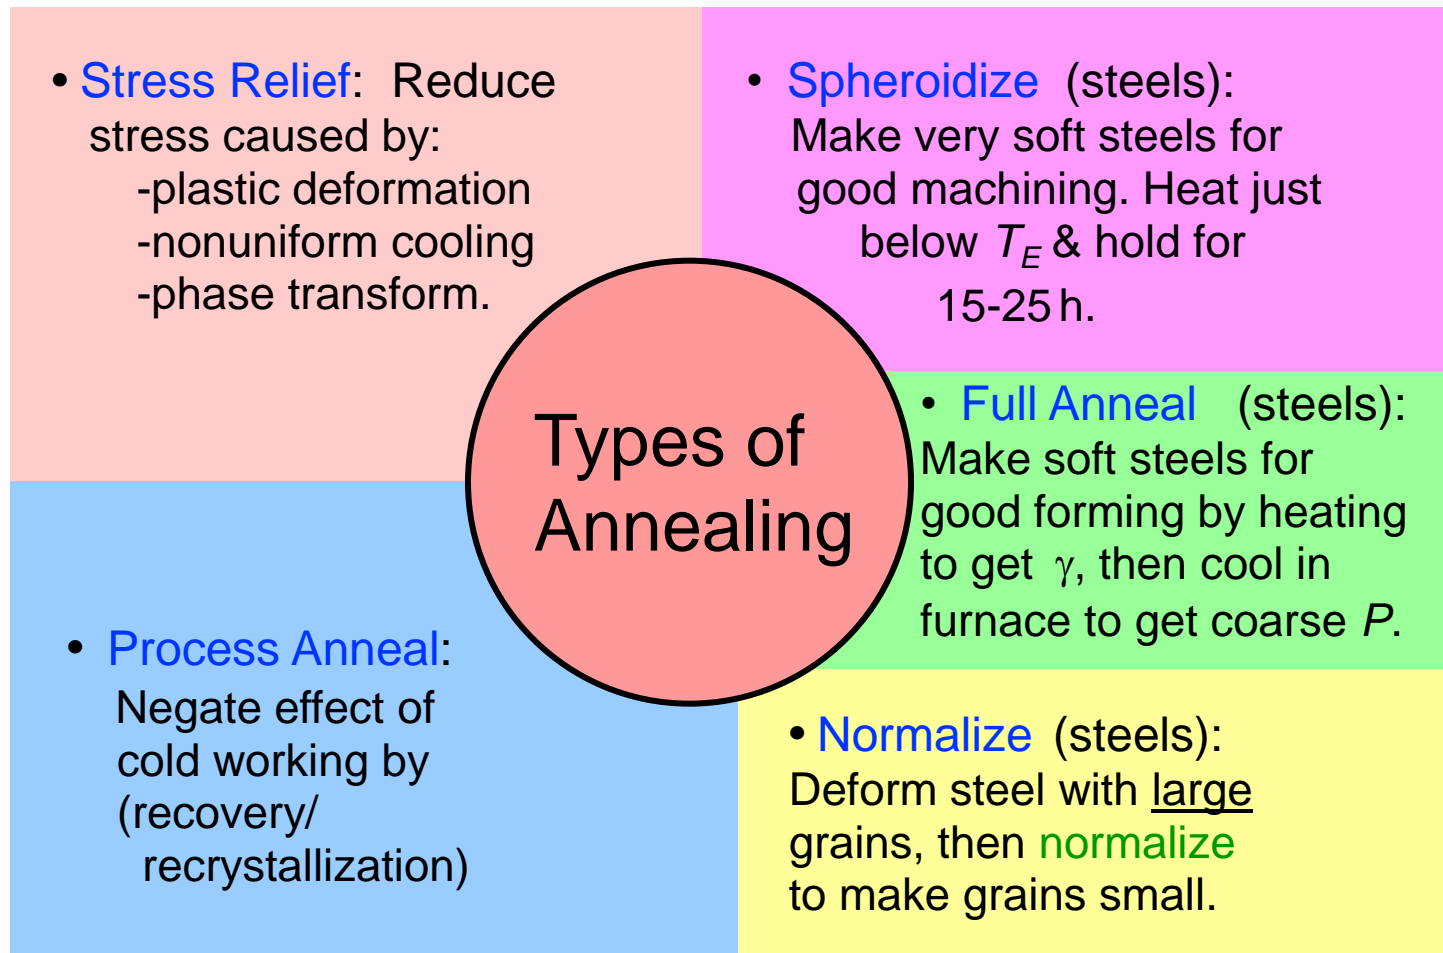 • Stress Relief: Reduce
stress caused by:
-plastic deformation
-nonuniform cooling
-phase transform.
• Spheroidize (steels):
Make very soft steels for
good machining. Heat just
below T_E & hold for
15-25 h.
Types of
Annealing
• Full Anneal (steels):
Make soft steels for
good forming by heating
to get γ, then cool in
furnace to get coarse P.
• Process Anneal:
Negate effect of
cold working by
(recovery/
recrystallization)
• Normalize (steels):
Deform steel with large
grains, then normalize
to make grains small.